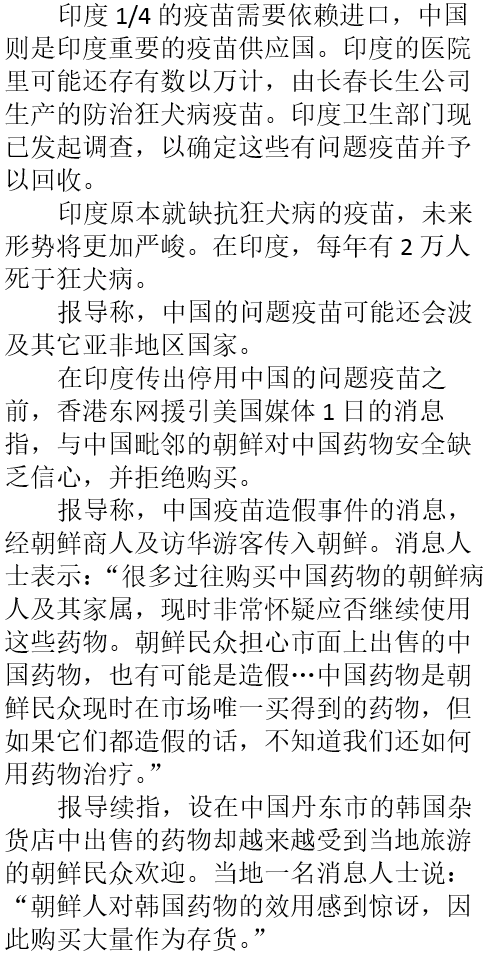 印度 1/4 的疫苗需要依赖进口，中国
则是印度重要的疫苗供应国。印度的医院
里可能还存有数以万计，由长春长生公司
生产的防治狂犬病疫苗。印度卫生部门现
已发起调查，以确定这些有问题疫苗并予
以回收。
印度原本就缺抗狂犬病的疫苗，未来
形势将更加严峻。在印度，每年有 2 万人
死于狂犬病。
报导称，中国的问题疫苗可能还会波
及其它亚非地区国家。
在印度传出停用中国的问题疫苗之
前，香港东网援引美国媒体 1 日的消息
指，与中国毗邻的朝鲜对中国药物安全缺
乏信心，并拒绝购买。
报导称，中国疫苗造假事件的消息，
经朝鲜商人及访华游客传入朝鲜。消息人
士表示：“很多过往购买中国药物的朝鲜病
人及其家属，现时非常怀疑应否继续使用
这些药物。朝鲜民众担心市面上出售的中
国药物，也有可能是造假…中国药物是朝
鲜民众现时在市场唯一买得到的药物，但
如果它们都造假的话，不知道我们还如何
用药物治疗。”
报导续指，设在中国丹东市的韩国杂
货店中出售的药物却越来越受到当地旅游
的朝鲜民众欢迎。当地一名消息人士说：
“朝鲜人对韩国药物的效用感到惊讶，因
此购买大量作为存货。”